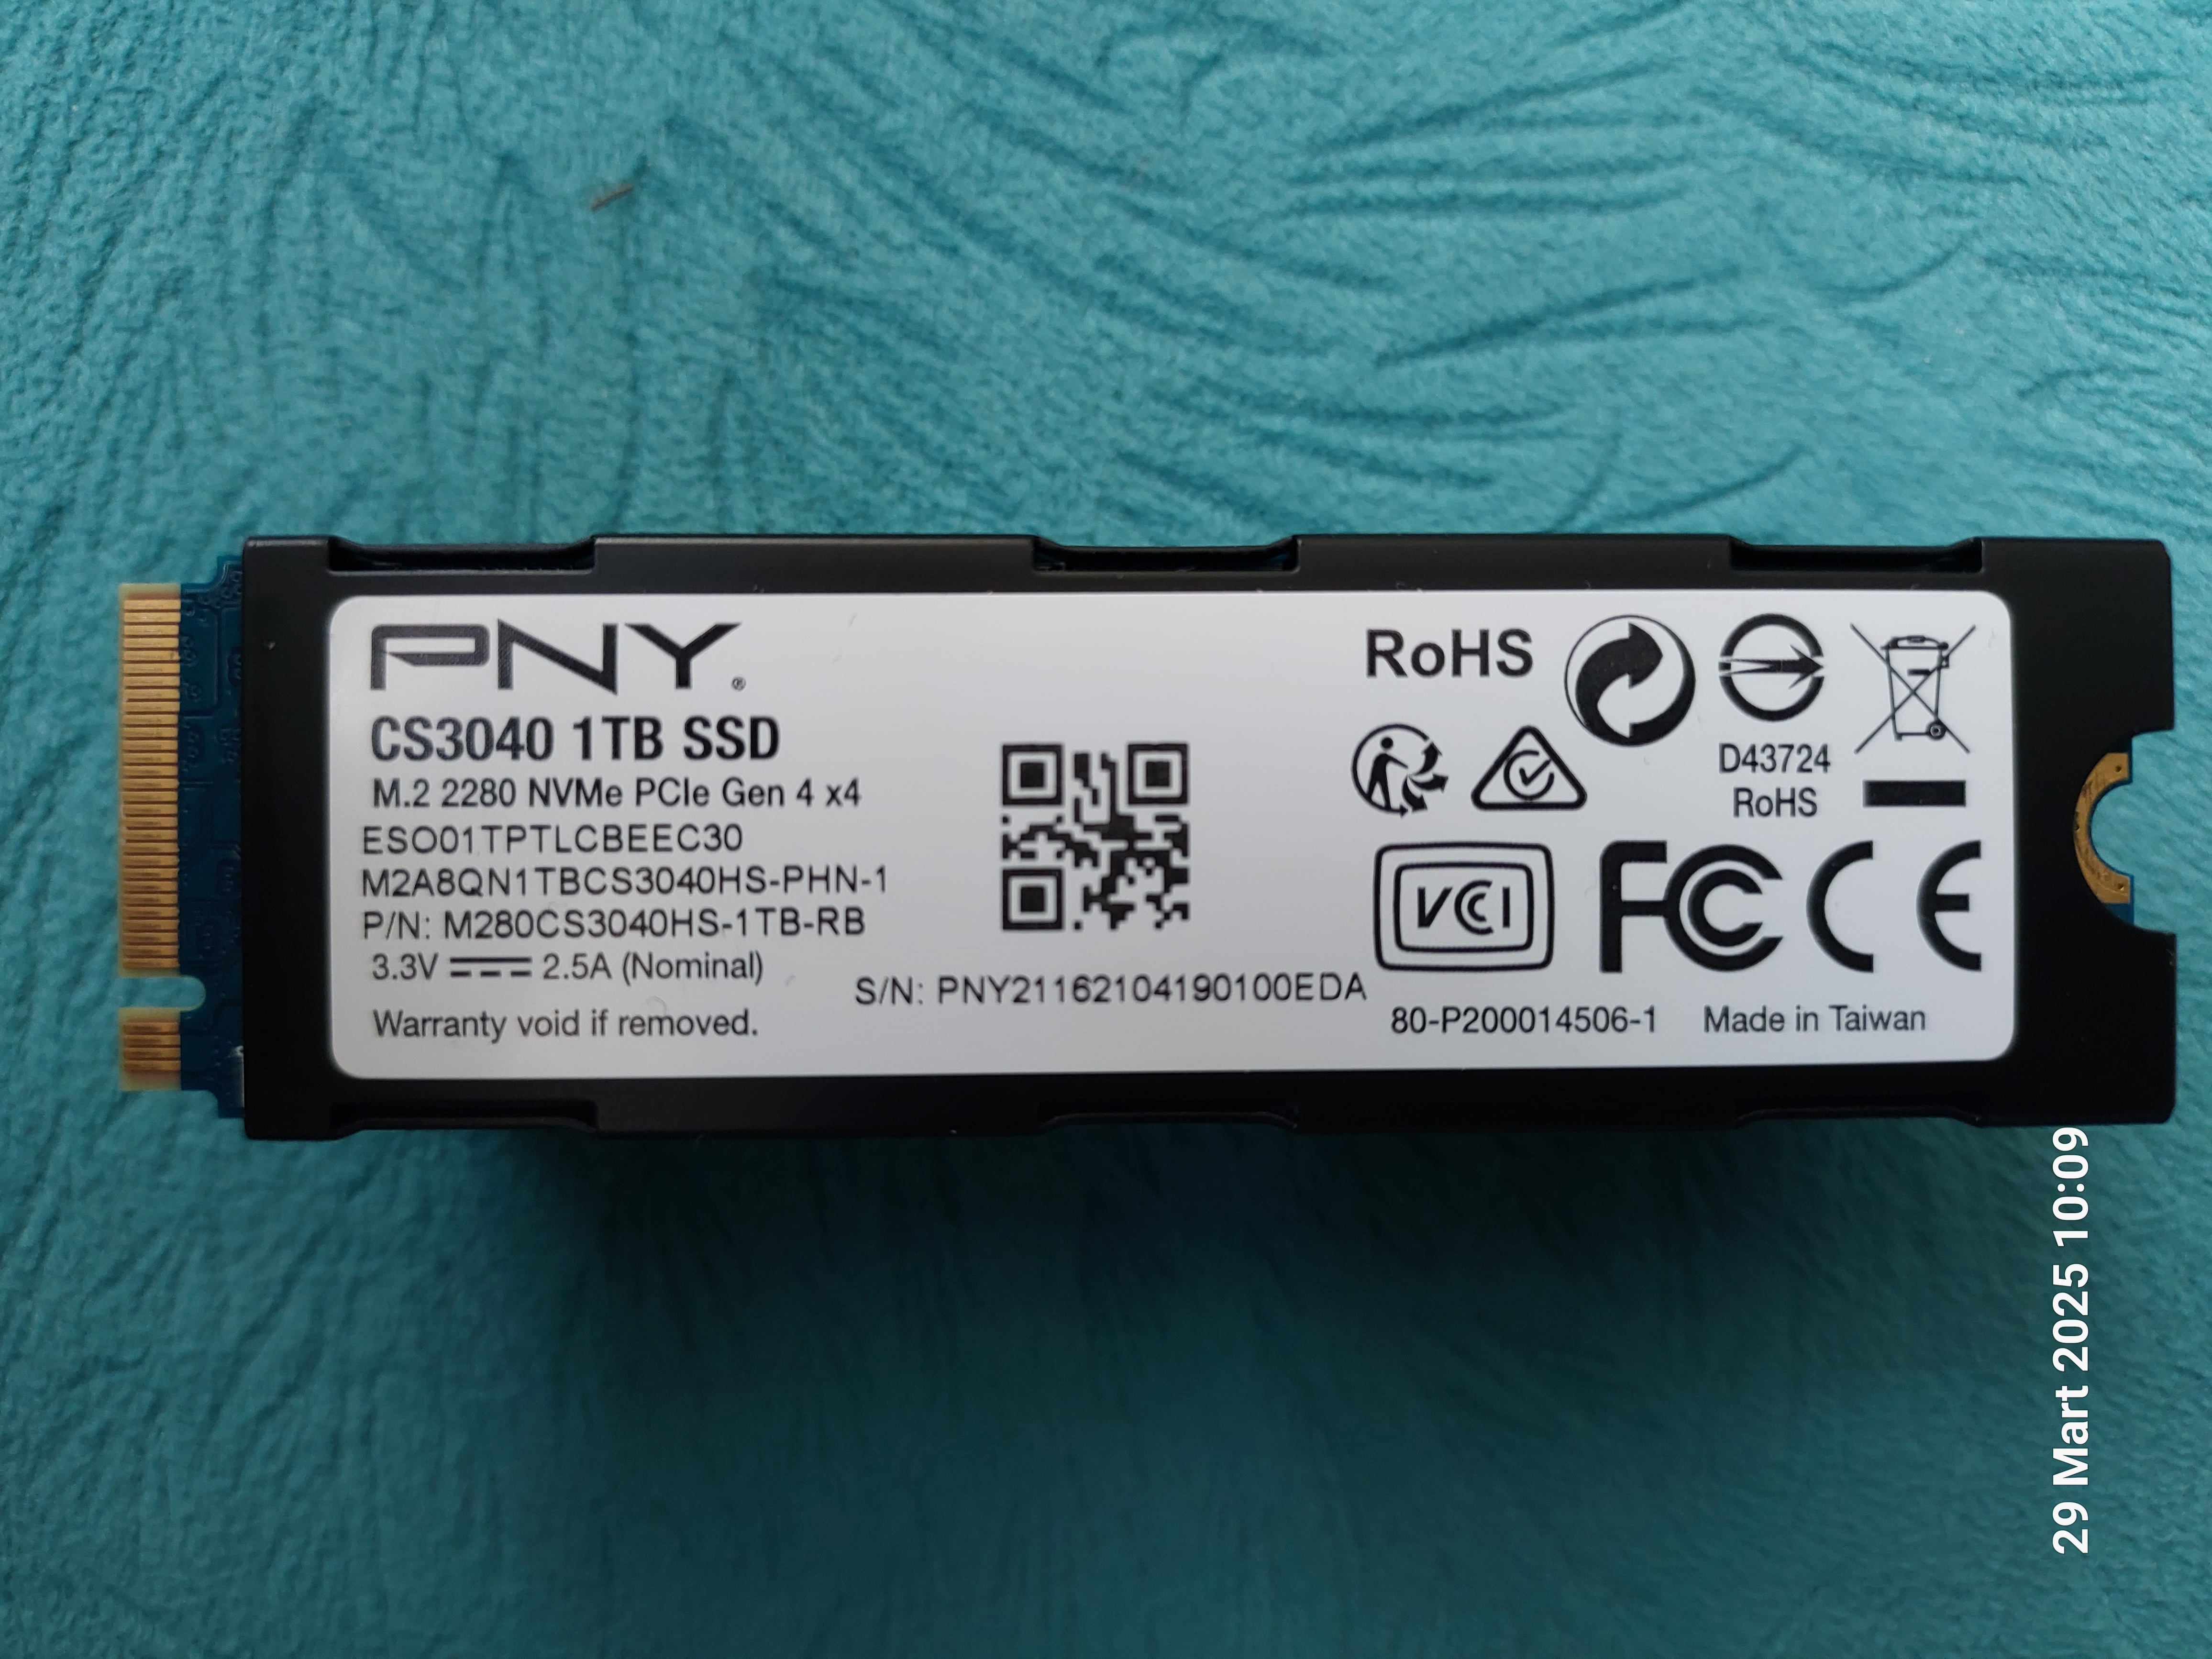 PNY®
CS3040 1TB SSD
M.2 2280 NVMe PCIe Gen 4 x4
ESO01TPTLCBEEC30
M2A8QN1TBCS3040HS-PHN-1
P/N: M280CS3040HS-1TB-RB
3.3V 2.5A (Nominal)
Warranty void if removed.
S/N: PNY21162104190100EDA
RoHS
D43724
RoHS
VCCI
FC CE
80-P200014506-1 Made in Taiwan
29 Mart 2025 10:09